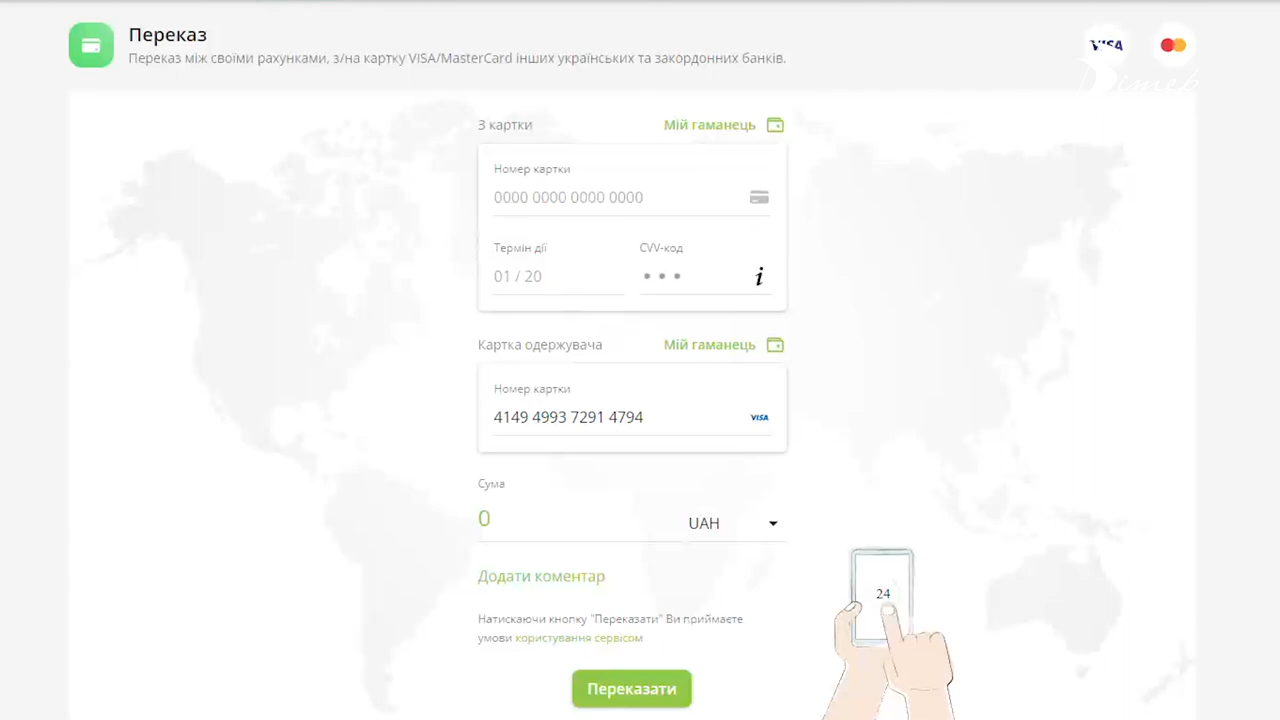 Переказ
Переказ між своїми рахунками, з/на картку VISA/MasterCard інших українських та закордонних банків.
VISA
З картки
Мій гаманець
Номер картки
0000 0000 0000 0000
Термін дії
CVV-код
01 / 20
i
Картка одержувача
Мій гаманець
Номер картки
4149 4993 7291 4794
VISA
Сума
0
UAH
Додати коментар
24
Натискаючи кнопку "Переказати" Ви приймаєте
умови користування сервісом
Переказати